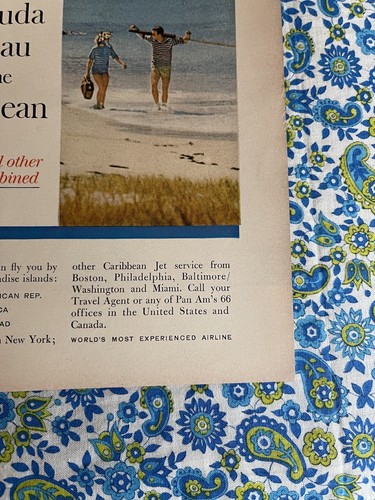 uda
au
he
ean
l other
bined
n fly you by
dise islands:
ICAN REP.
CA
AD
New York;
other Caribbean Jet service from
Boston, Philadelphia, Baltimore/
Washington and Miami. Call your
Travel Agent or any of Pan Am's 66
offices in the United States and
Canada.
WORLD'S MOST EXPERIENCED AIRLINE